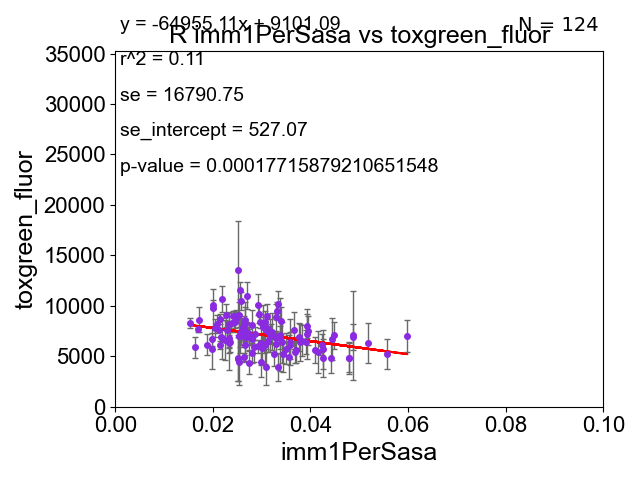 y = -64955.11x + 9101.09
N = 124
R imm1PerSasa vs toxgreen_fluor
r^2 = 0.11
se = 16790.75
se_intercept = 527.07
p-value = 0.00017715879210651548
toxgreen_fluor
35000
30000
25000
20000
15000
10000
5000
0
0.00 0.02 0.04 0.06 0.08 0.10
imm1PerSasa